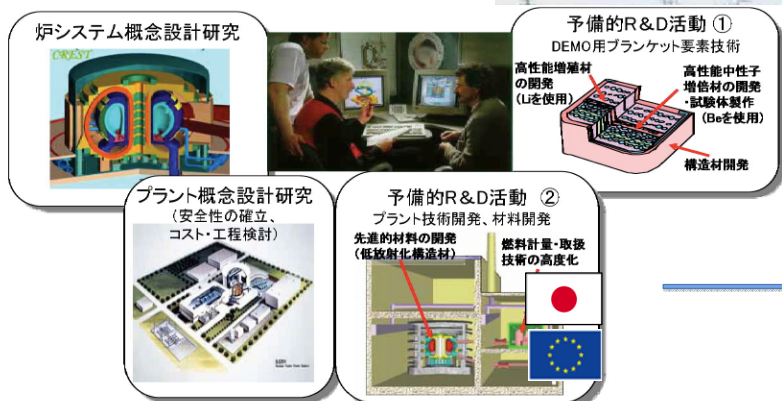 炉システム概念設計研究
CREST
予備的R&D活動 ①
DEMO用ブランケット要素技術
高性能増殖材
の開発
(Liを使用)
高性能中性子
増倍材の開発
・試験体製作
(Beを使用)
構造材開発
プラント概念設計研究
(安全性の確立、
コスト・工程検討)
予備的R&D活動 ②
プラント技術開発、材料開発
先進的材料の開発
(低放射化構造材)
燃料計量・取扱
技術の高度化